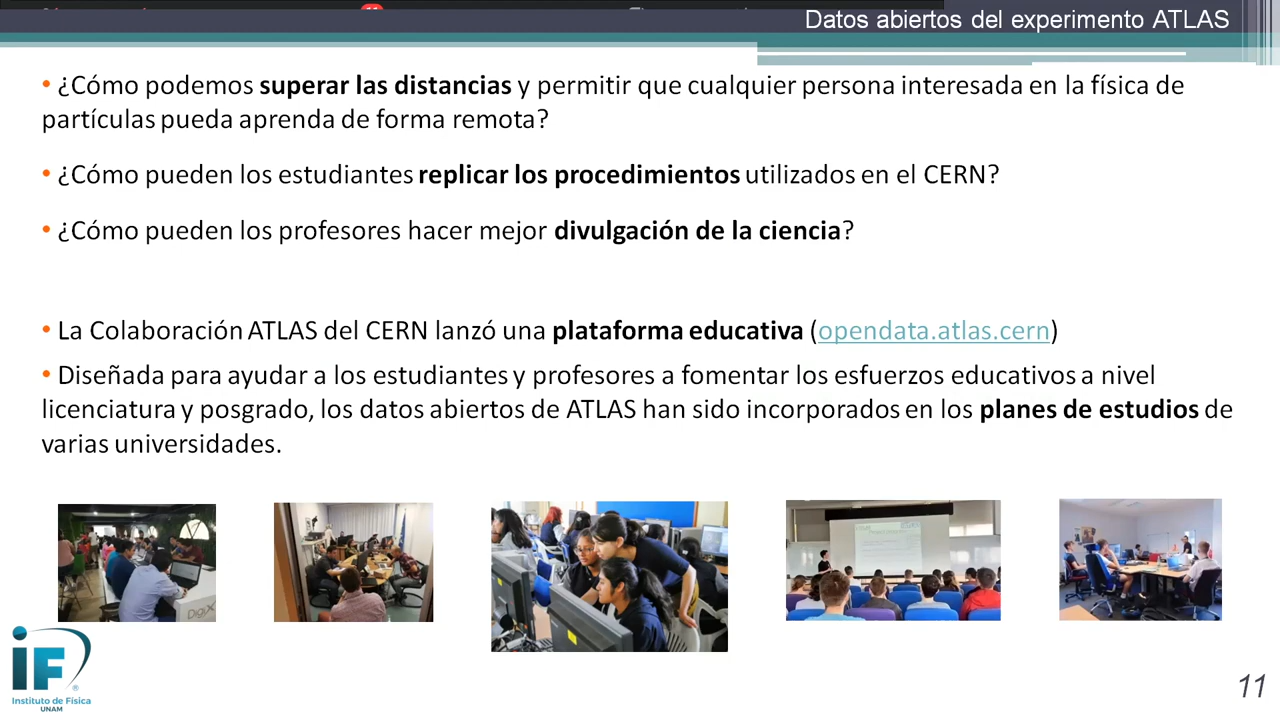 Datos abiertos del experimento ATLAS
• ¿Cómo podemos superar las distancias y permitir que cualquier persona interesada en la física de
partículas pueda aprenda de forma remota?
• ¿Cómo pueden los estudiantes replicar los procedimientos utilizados en el CERN?
• ¿Cómo pueden los profesores hacer mejor divulgación de la ciencia?
• La Colaboración ATLAS del CERN lanzó una plataforma educativa (opendata.atlas.cern)
• Diseñada para ayudar a los estudiantes y profesores a fomentar los esfuerzos educativos a nivel
licenciatura y posgrado, los datos abiertos de ATLAS han sido incorporados en los planes de estudios de
varias universidades.
DigiX
iF
Instituto de Física
UNAM
11